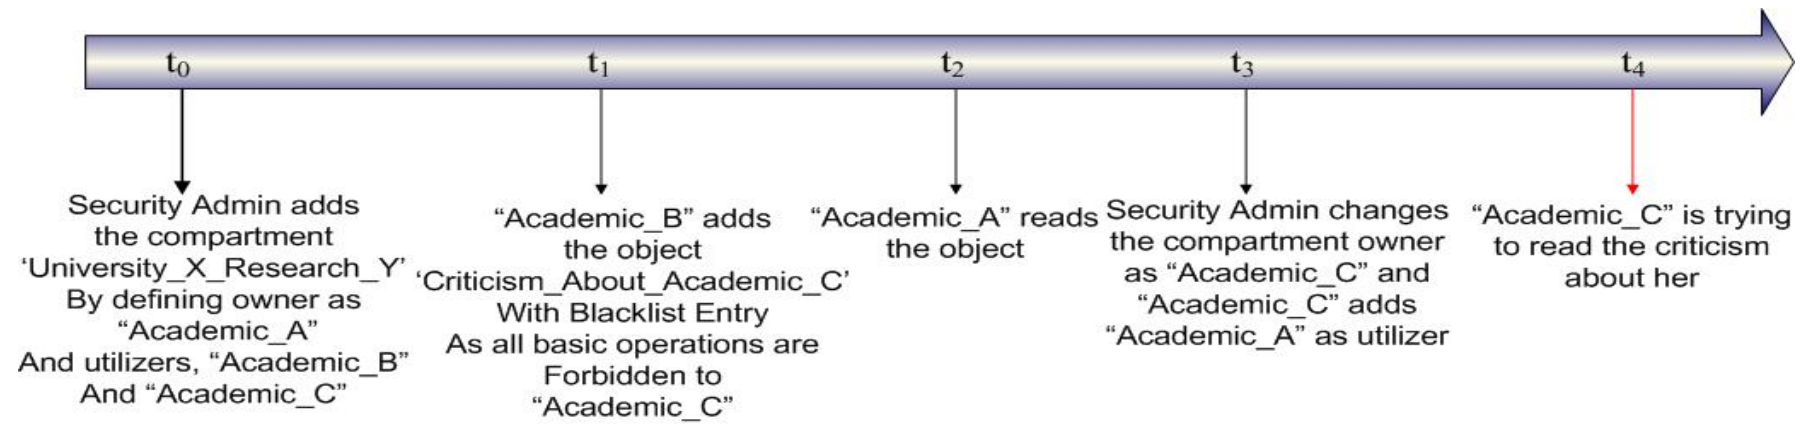 t0
t1
t2
t3
t4
Security Admin adds
the compartment
‘University_X_Research_Y’
By defining owner as
“Academic_A”
And utilizers, “Academic_B”
And “Academic_C”
“Academic_B” adds
the object
‘Criticism_About_Academic_C’
With Blacklist Entry
As all basic operations are
Forbidden to
“Academic_C”
“Academic_A” reads
the object
Security Admin changes
the compartment owner
as “Academic_C” and
“Academic_C” adds
“Academic_A” as utilizer
“Academic_C” is trying
to read the criticism
about her